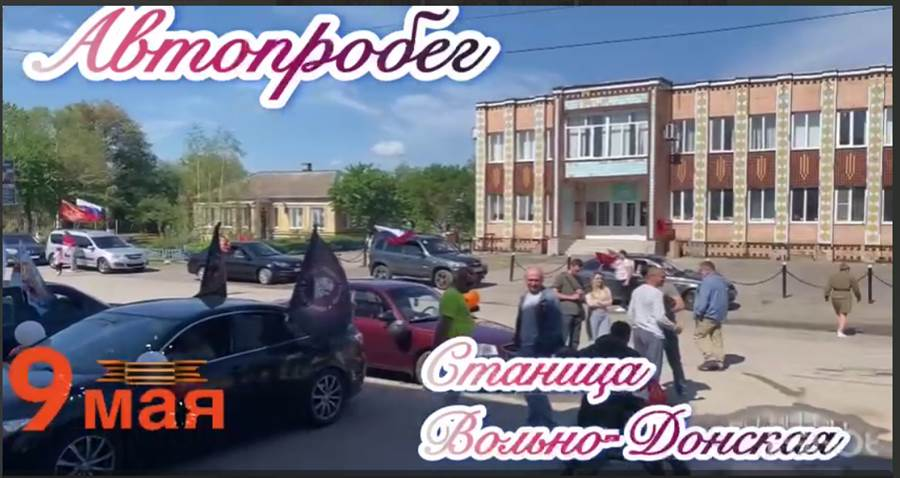 Автопробег
9 мая
Станица
Вольно-Донская